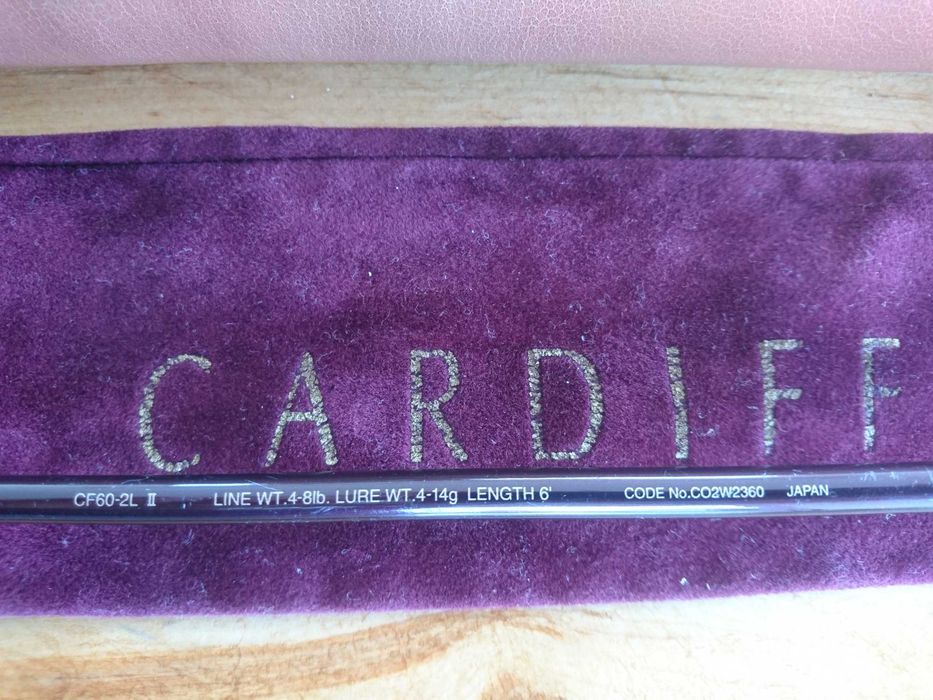 CARDIFF
CF60-2L II LINE WT.4-8lb. LURE WT.4-14g LENGTH 6' CODE No.CO2W2360 JAPAN